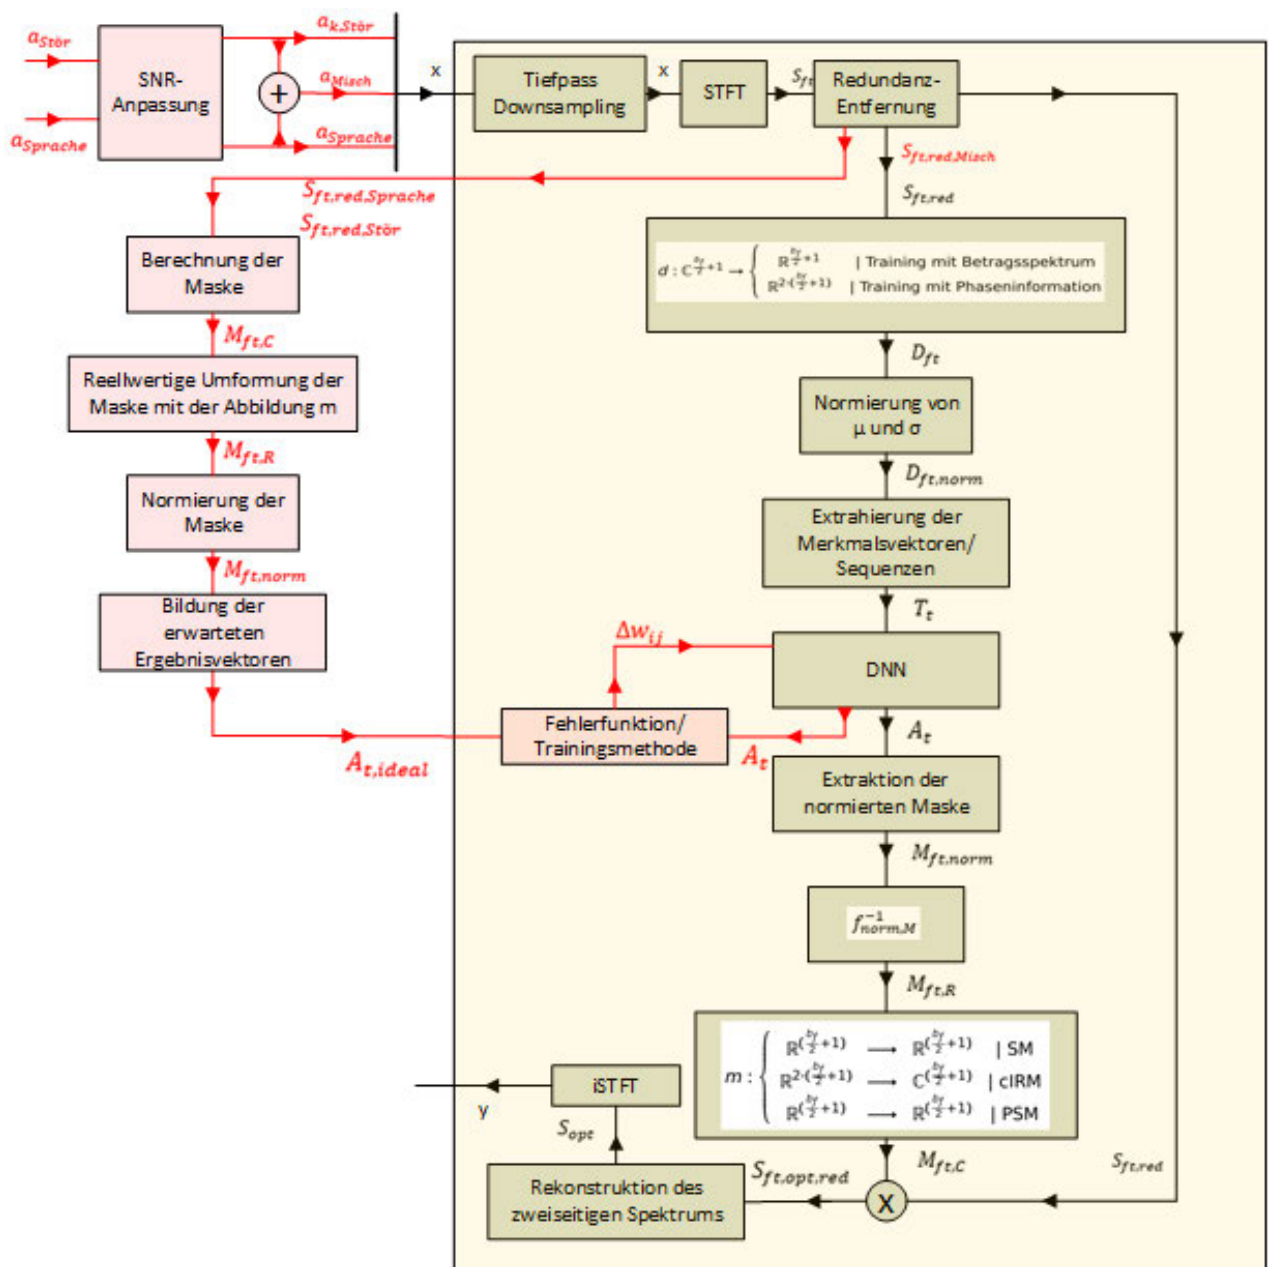 a_Stör
SNR-
Anpassung
a_k,Stör
+
a_Misch
a_Sprache
a_Sprache
x
Tiefpass
Downsampling
x
STFT
S_ft
Redundanz-
Entfernung
S_ft,red,Misch
S_ft,red
S_ft,red,Sprache
S_ft,red,Stör
Berechnung der
Maske
M_ft,C
Reellwertige Umformung der
Maske mit der Abbildung m
M_ft,R
Normierung der
Maske
M_ft,norm
Bildung der
erwarteten
Ergebnisvektoren
A_t,ideal
| Training mit Betragsspektrum
| Training mit Phaseninformation
D_ft
Normierung von
μ und σ
D_ft,norm
Extrahierung der
Merkmalsvektoren/
Sequenzen
T_t
Δw_ij
DNN
Fehlerfunktion/
Trainingsmethode
A_t
A_t
Extraktion der
normierten Maske
M_ft,norm
f^-1_norm,M
M_ft,R
m :
| SM
| cIRM
| PSM
M_ft,C
S_ft,red
X
S_ft,opt,red
Rekonstruktion des
zweiseitigen Spektrums
S_opt
iSTFT
y